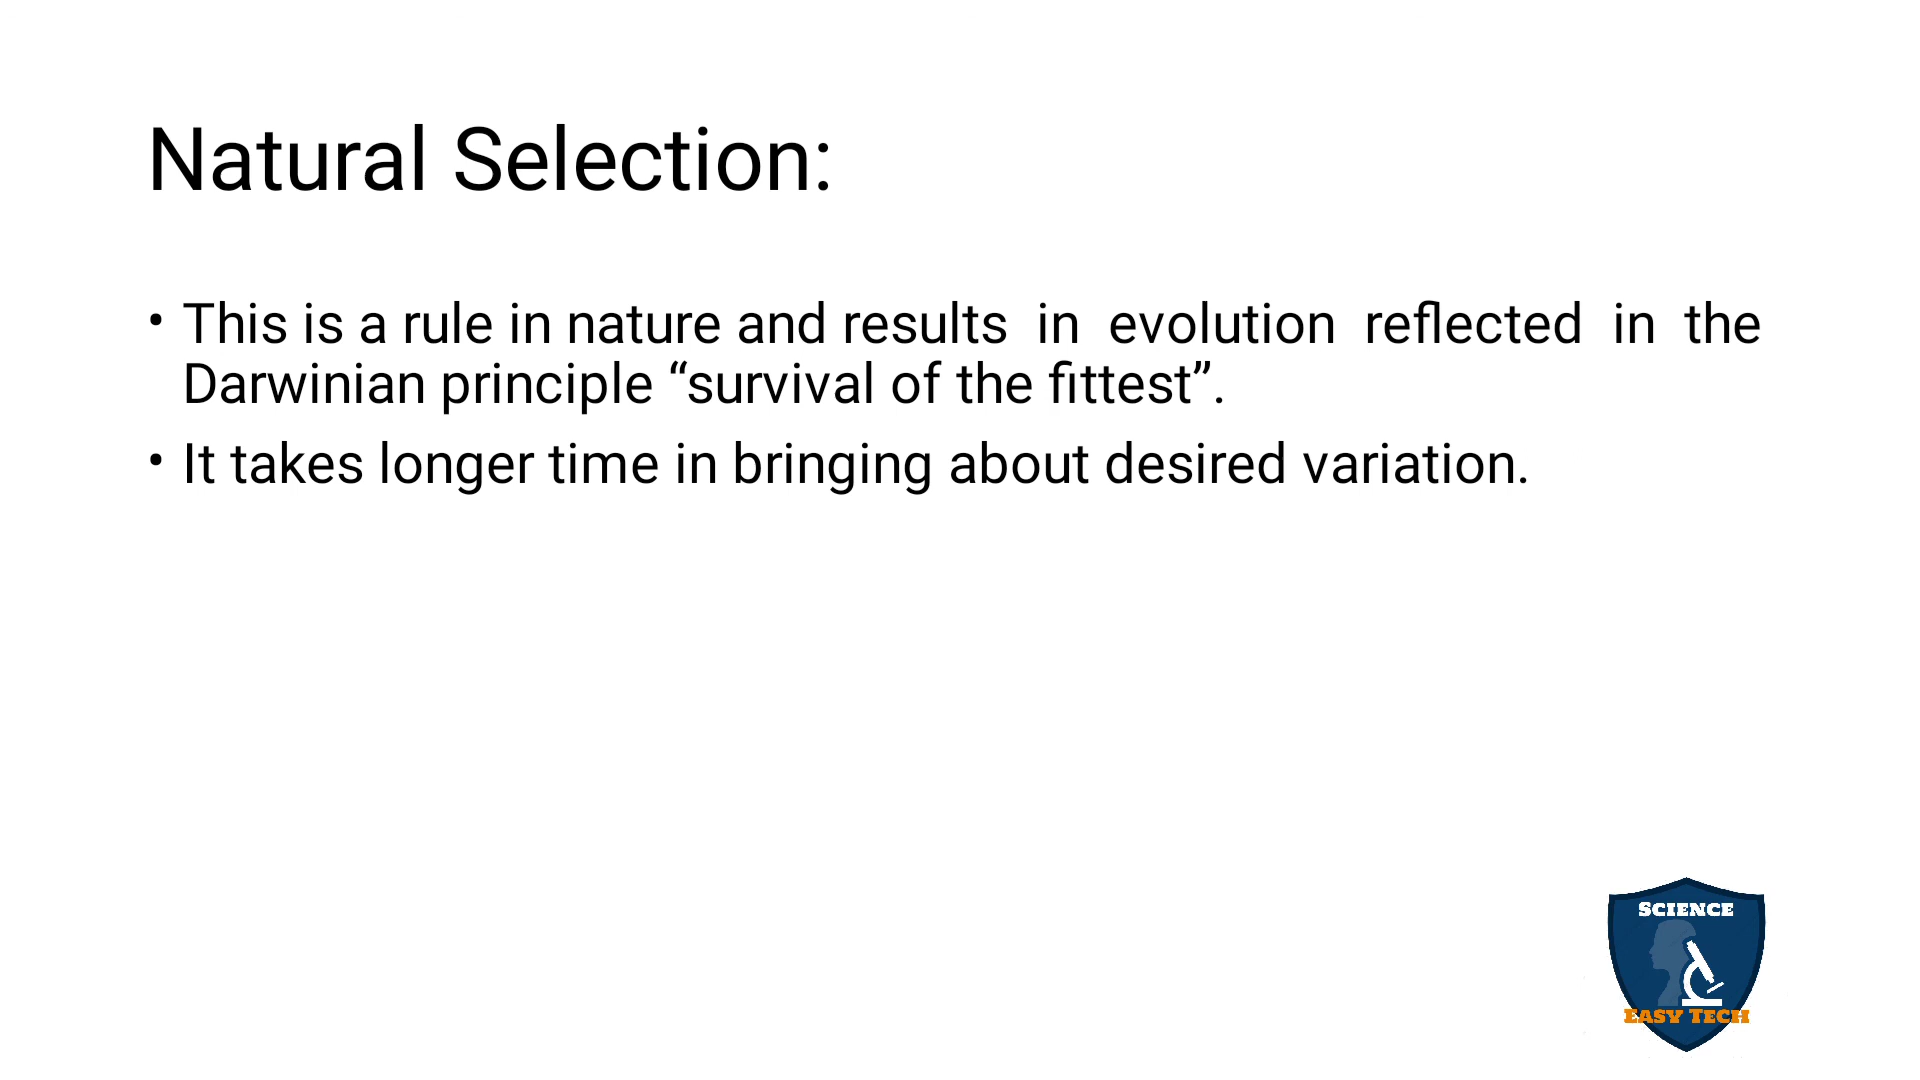 Natural Selection:
• This is a rule in nature and results in evolution reflected in the
Darwinian principle “survival of the fittest”.
• It takes longer time in bringing about desired variation.
SCIENCE
EASY TECH